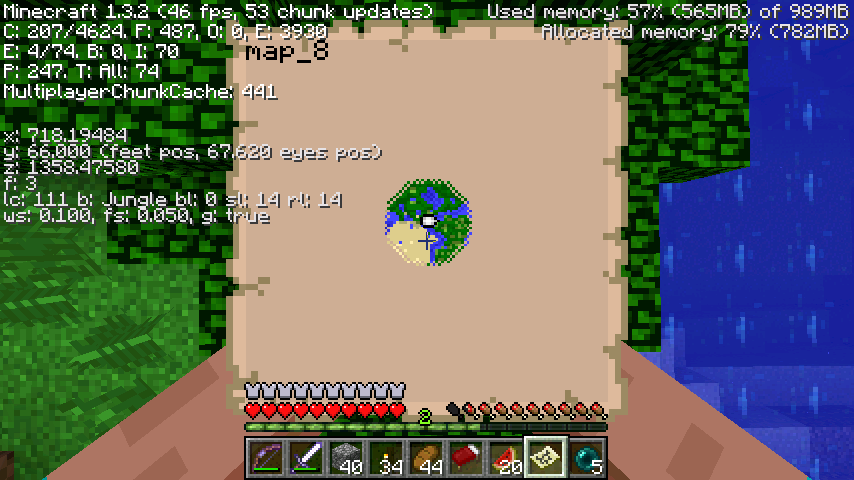 Minecraft 1.3.2 (46 fps, 53 chunk updates)
C: 207/4624. F: 487, O: 0, E: 3930
E: 4/74. B: 0, I: 70
P: 247. T: All: 74
MultiplayerChunkCache: 441
x: 718.19484
y: 66.000 (feet pos, 67.620 eyes pos)
z: 1358.47580
f: 3
lc: 111 b: Jungle bl: 0 sl: 14 rl: 14
ws: 0.100, fs: 0.050, g: true
Used memory: 57% (565MB) of 989MB
Allocated memory: 79% (782MB)
map_8
8
40
34
44
20
5